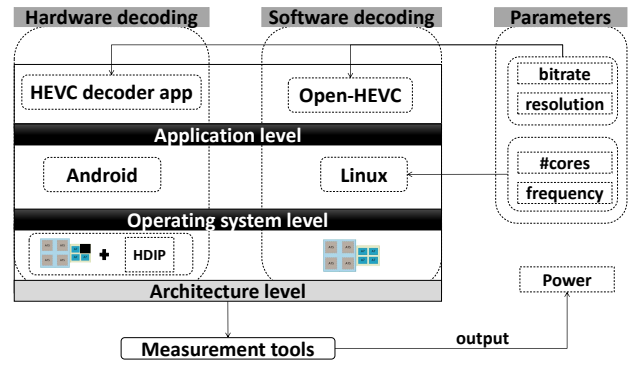 Hardware decoding
Software decoding
Parameters
HEVC decoder app
Open-HEVC
bitrate
resolution
Application level
Android
Linux
#cores
frequency
Operating system level
+
HDIP
Architecture level
Power
Measurement tools
output